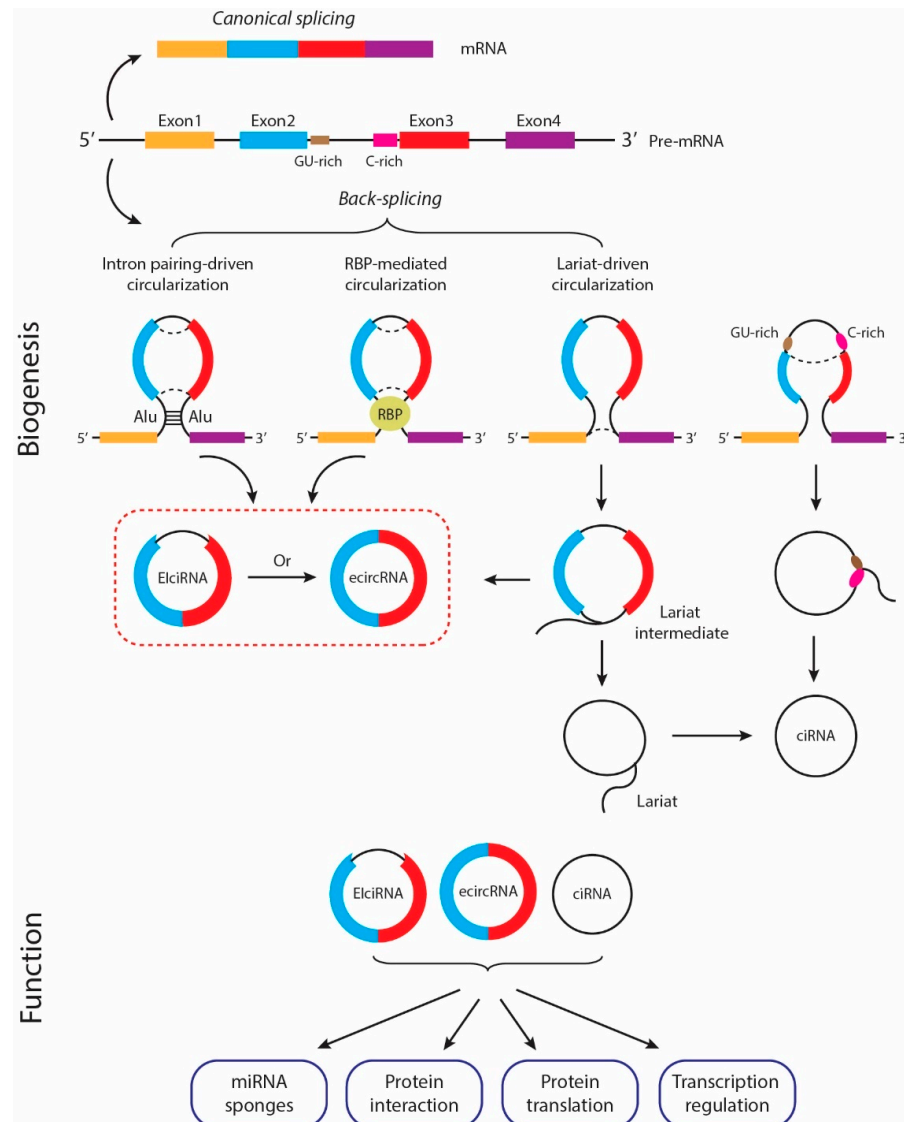 Canonical splicing
mRNA
Exon1 Exon2 Exon3 Exon4
5′ 3′ Pre-mRNA
GU-rich C-rich
Back-splicing
Intron pairing-driven
circularization
RBP-mediated
circularization
Lariat-driven
circularization
Biogenesis
GU-rich C-rich
Alu Alu
RBP
5′ 3′ 5′ 3′ 5′ 3′ 5′ 3′
EIciRNA
Or
ecircRNA
Lariat
intermediate
ciRNA
Lariat
Function
EIciRNA
ecircRNA
ciRNA
miRNA
sponges
Protein
interaction
Protein
translation
Transcription
regulation